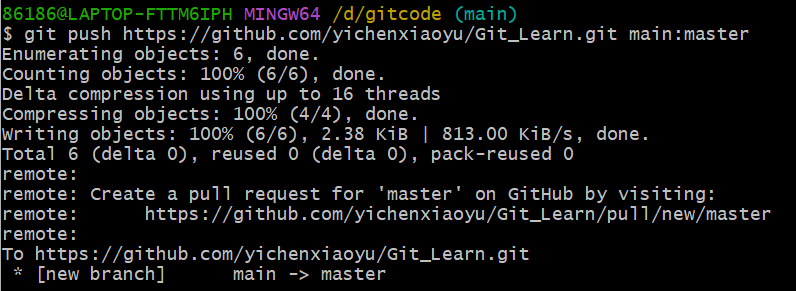 86186@LAPTOP-FTTM6IPH MINGW64 /d/gitcode (main)
$ git push https://github.com/yichenxiaoyu/Git_Learn.git main:master
Enumerating objects: 6, done.
Counting objects: 100% (6/6), done.
Delta compression using up to 16 threads
Compressing objects: 100% (4/4), done.
Writing objects: 100% (6/6), 2.38 KiB | 813.00 KiB/s, done.
Total 6 (delta 0), reused 0 (delta 0), pack-reused 0
remote:
remote: Create a pull request for 'master' on GitHub by visiting:
remote:      https://github.com/yichenxiaoyu/Git_Learn/pull/new/master
remote:
To https://github.com/yichenxiaoyu/Git_Learn.git
 * [new branch]      main -> master